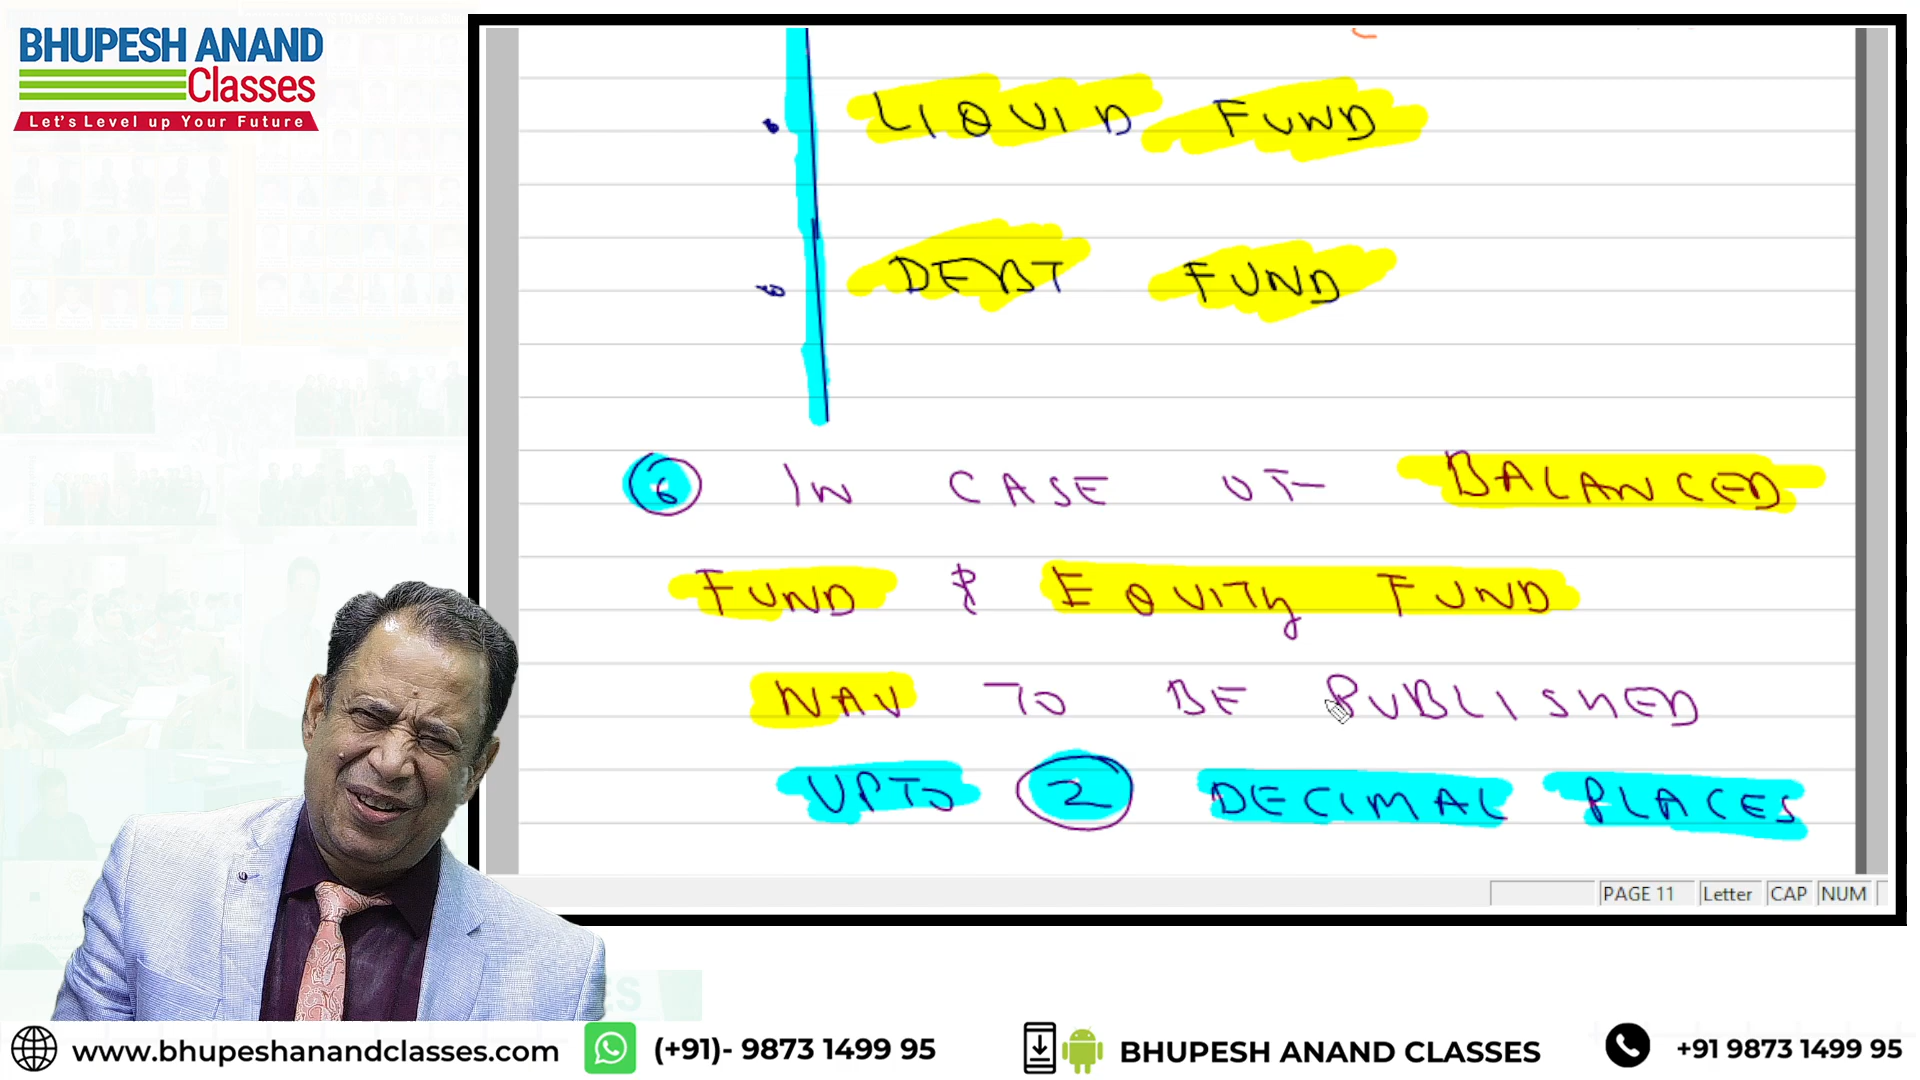 BHUPESH ANAND
Classes
Let's Level up Your Future
LIQUID FUND
DEBT FUND
6 IN CASE OF BALANCED
FUND & EQUITY FUND
NAV TO BE PUBLISHED
UPTO 2 DECIMAL PLACES
PAGE 11 Letter CAP NUM
www.bhupeshanandclasses.com (+91)- 9873 1499 95 BHUPESH ANAND CLASSES +91 9873 1499 95